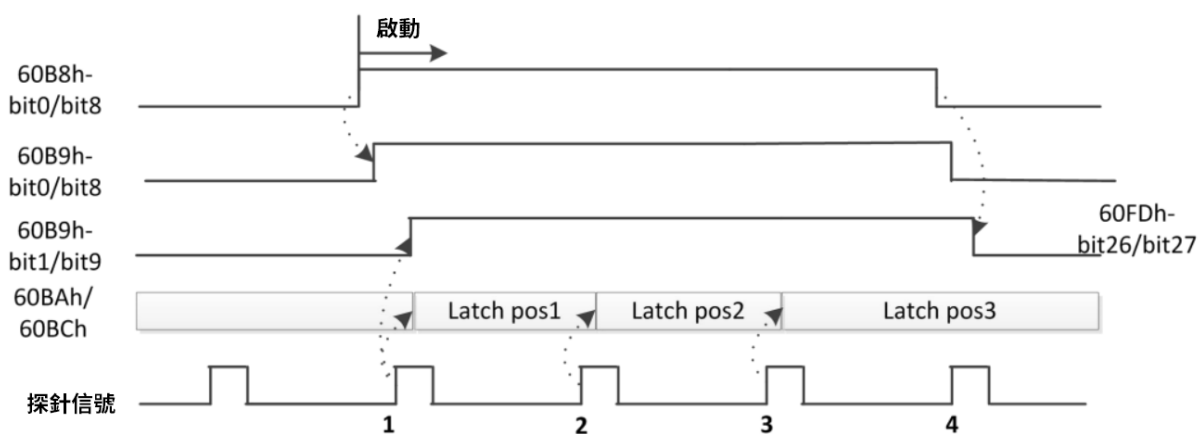 啟動
60B8h-
bit0/bit8
60B9h-
bit0/bit8
60B9h-
bit1/bit9
60FDh-
bit26/bit27
60BAh/
60BCh
Latch pos1
Latch pos2
Latch pos3
探針信號
1
2
3
4